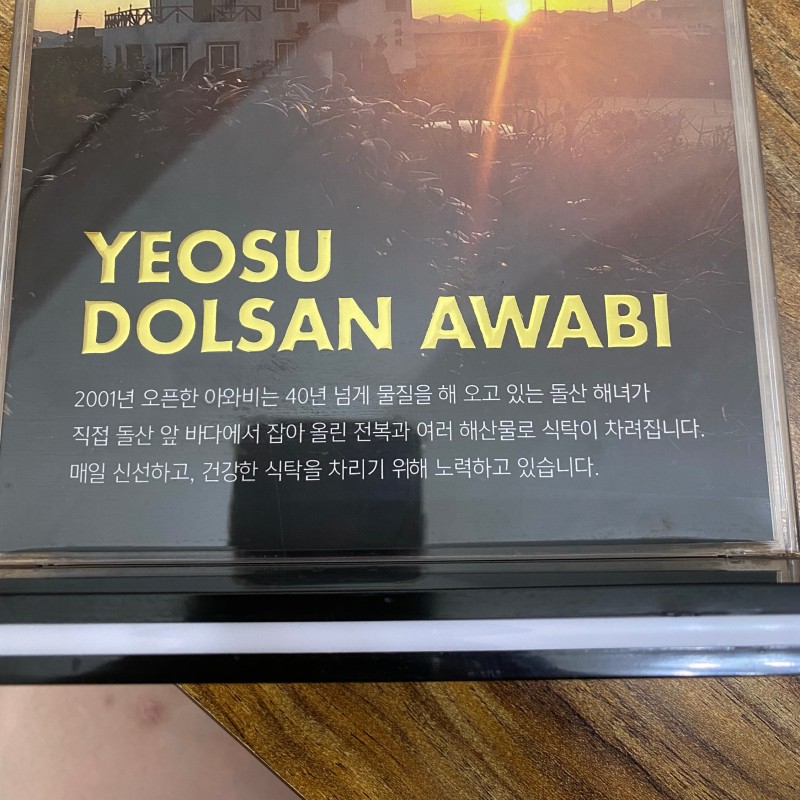 YEOSU
DOLSAN AWABI
2001년 오픈한 아와비는 40년 넘게 물질을 해 오고 있는 돌산 해녀가
직접 돌산 앞 바다에서 잡아 올린 전복과 여러 해산물로 식탁이 차려집니다.
매일 신선하고, 건강한 식탁을 차리기 위해 노력하고 있습니다.